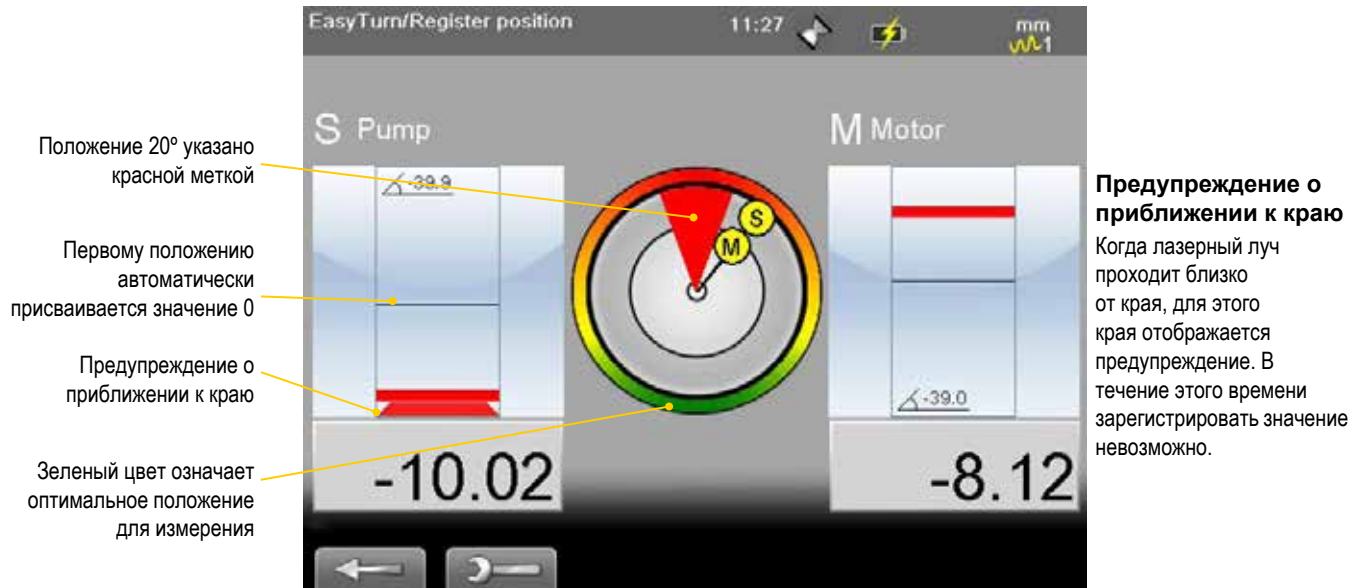 EasyTurn/Register position
11:27
mm
1
S Pump
M Motor
Положение 20º указано
красной меткой
Первому положению
автоматически
присваивается значение 0
Предупреждение о
приближении к краю
Зеленый цвет означает
оптимальное положение
для измерения
-39.9
S
M
-39.0
-10.02
-8.12
Предупреждение о
приближении к краю
Когда лазерный луч
проходит близко
от края, для этого
края отображается
предупреждение. В
течение этого времени
зарегистрировать значение
невозможно.